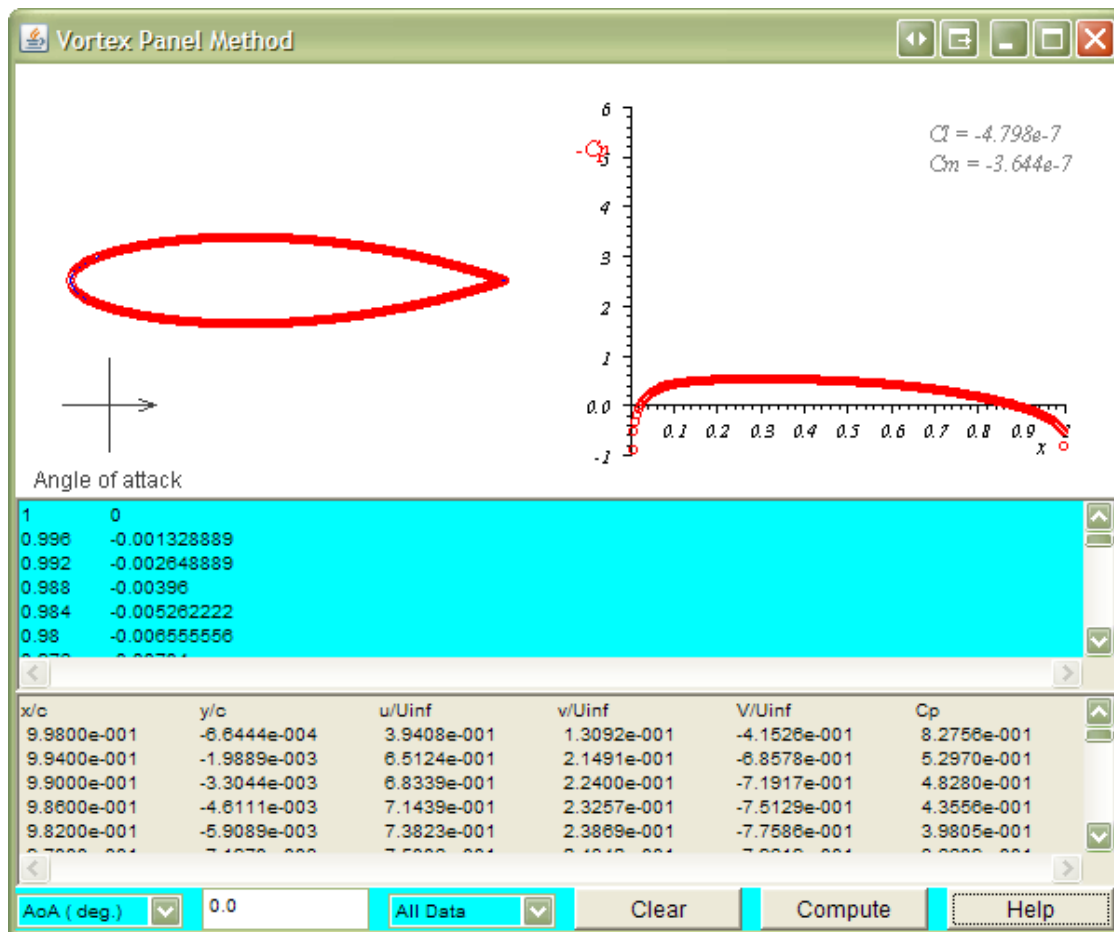 Vortex Panel Method
6
5
4
3
2
1
0.0
-1
-Cp
Cl = -4.798e-7
Cm = -3.644e-7
0.1 0.2 0.3 0.4 0.5 0.6 0.7 0.8 0.9
x
Angle of attack
1 0
0.996 -0.001328889
0.992 -0.002648889
0.988 -0.00396
0.984 -0.005262222
0.98 -0.006555556
x/c y/c u/Uinf v/Uinf V/Uinf Cp
9.9800e-001 -6.6444e-004 3.9408e-001 1.3092e-001 -4.1526e-001 8.2756e-001
9.9400e-001 -1.9889e-003 6.5124e-001 2.1491e-001 -6.8578e-001 5.2970e-001
9.9000e-001 -3.3044e-003 6.8339e-001 2.2400e-001 -7.1917e-001 4.8280e-001
9.8600e-001 -4.6111e-003 7.1439e-001 2.3257e-001 -7.5129e-001 4.3556e-001
9.8200e-001 -5.9089e-003 7.3823e-001 2.3869e-001 -7.7586e-001 3.9805e-001
AoA ( deg.) 0.0 All Data Clear Compute Help